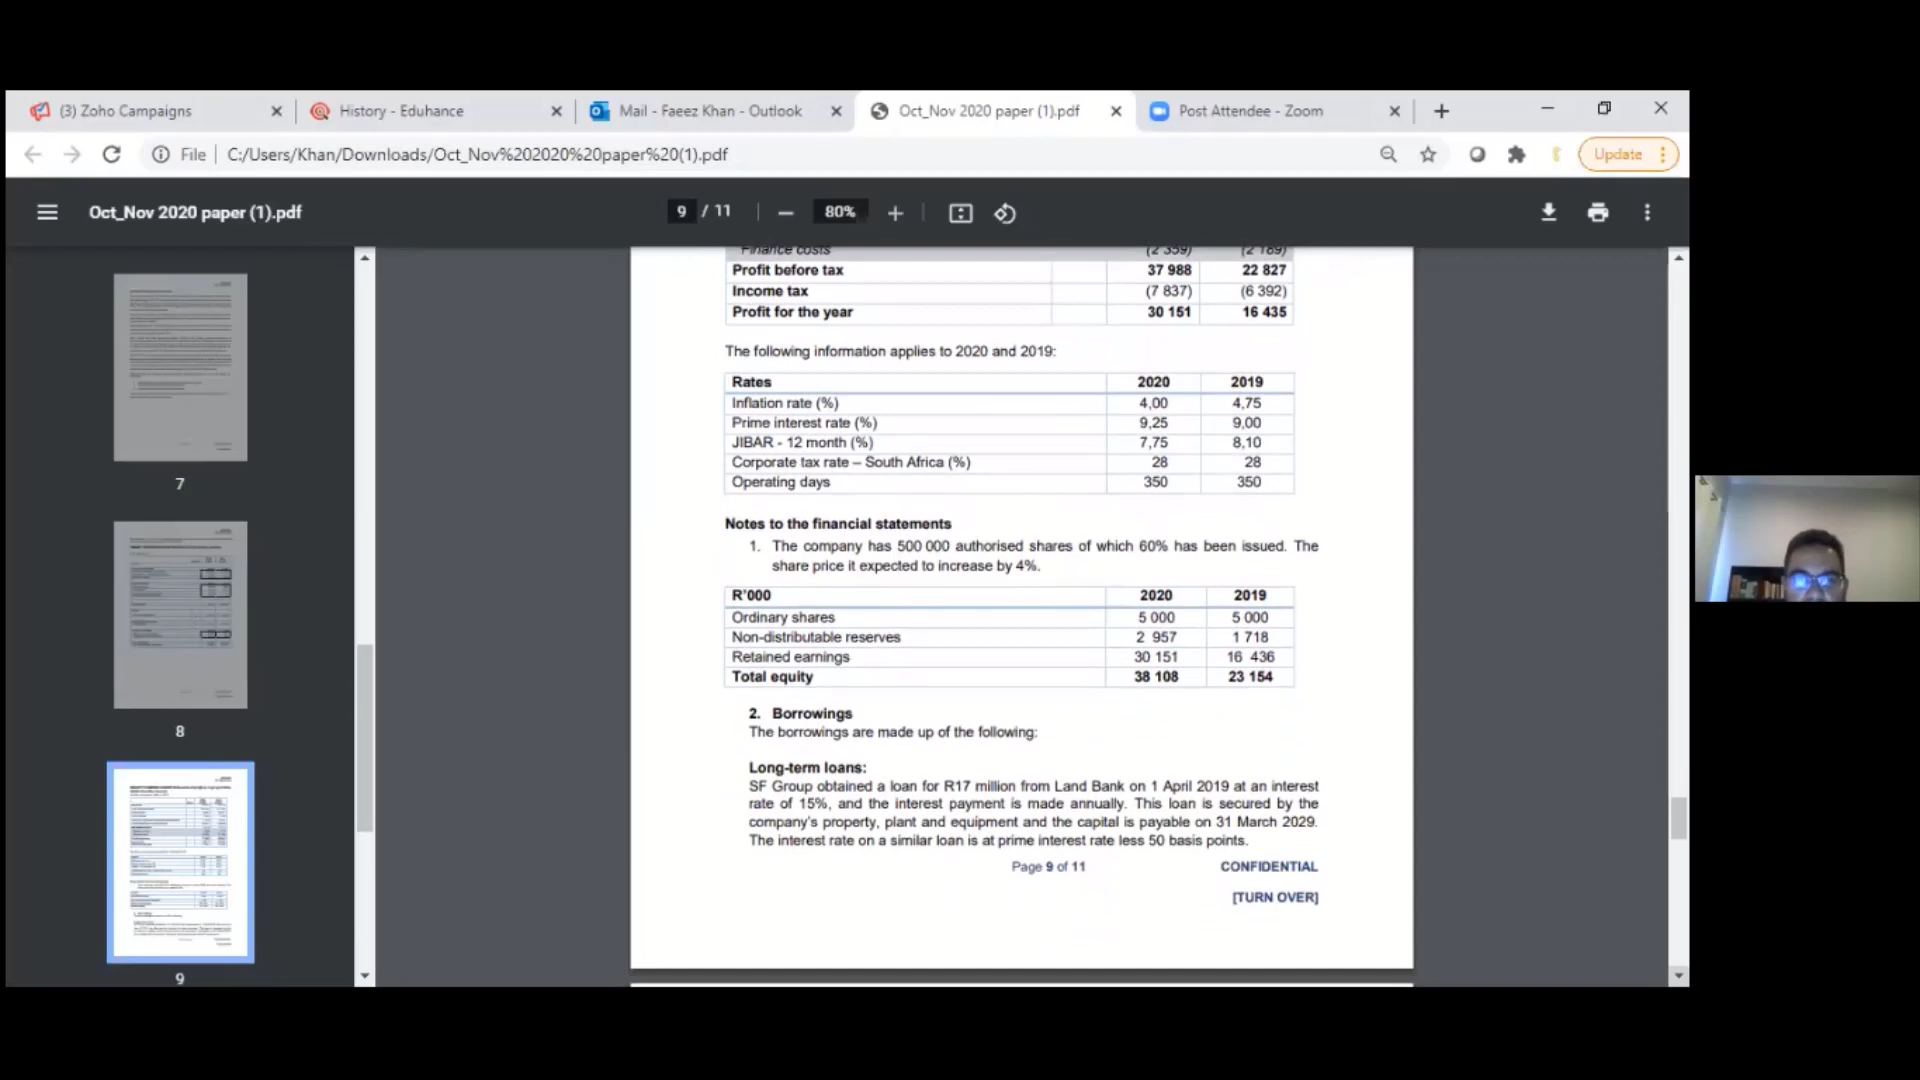 (3) Zoho Campaigns
History - Eduhance
Mail - Faeez Khan - Outlook
Oct_Nov 2020 paper (1).pdf
Post Attendee - Zoom
File
C:/Users/Khan/Downloads/Oct_Nov%202020%20paper%20(1).pdf
Update
Oct_Nov 2020 paper (1).pdf
9 / 11
80%
7
8
9
Finance costs (2 359) (2 189)
Profit before tax 37 988 22 827
Income tax (7 837) (6 392)
Profit for the year 30 151 16 435
The following information applies to 2020 and 2019:
Rates 2020 2019
Inflation rate (%) 4,00 4,75
Prime interest rate (%) 9,25 9,00
JIBAR - 12 month (%) 7,75 8,10
Corporate tax rate – South Africa (%) 28 28
Operating days 350 350
Notes to the financial statements
1. The company has 500 000 authorised shares of which 60% has been issued. The
share price it expected to increase by 4%.
R'000 2020 2019
Ordinary shares 5 000 5 000
Non-distributable reserves 2 957 1 718
Retained earnings 30 151 16 436
Total equity 38 108 23 154
2. Borrowings
The borrowings are made up of the following:
Long-term loans:
SF Group obtained a loan for R17 million from Land Bank on 1 April 2019 at an interest
rate of 15%, and the interest payment is made annually. This loan is secured by the
company's property, plant and equipment and the capital is payable on 31 March 2029.
The interest rate on a similar loan is at prime interest rate less 50 basis points.
Page 9 of 11
CONFIDENTIAL
[TURN OVER]